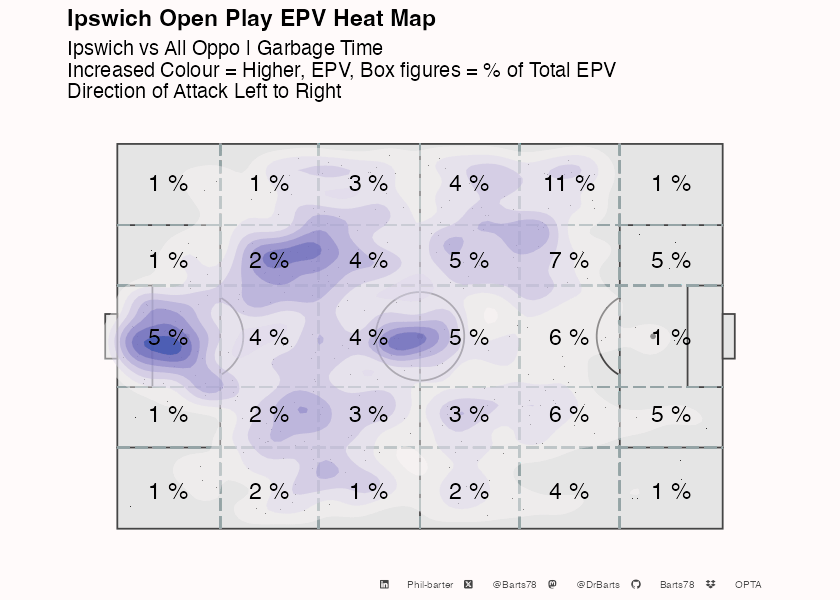 Ipswich Open Play EPV Heat Map
Ipswich vs All Oppo | Garbage Time
Increased Colour = Higher, EPV, Box figures = % of Total EPV
Direction of Attack Left to Right
1 % 1 % 3 % 4 % 11 % 1 %
1 % 2 % 4 % 5 % 7 % 5 %
5 % 4 % 4 % 5 % 6 % 1 %
1 % 2 % 3 % 3 % 6 % 5 %
1 % 2 % 1 % 2 % 4 % 1 %
Phil-barter @Barts78 @DrBarts Barts78 OPTA